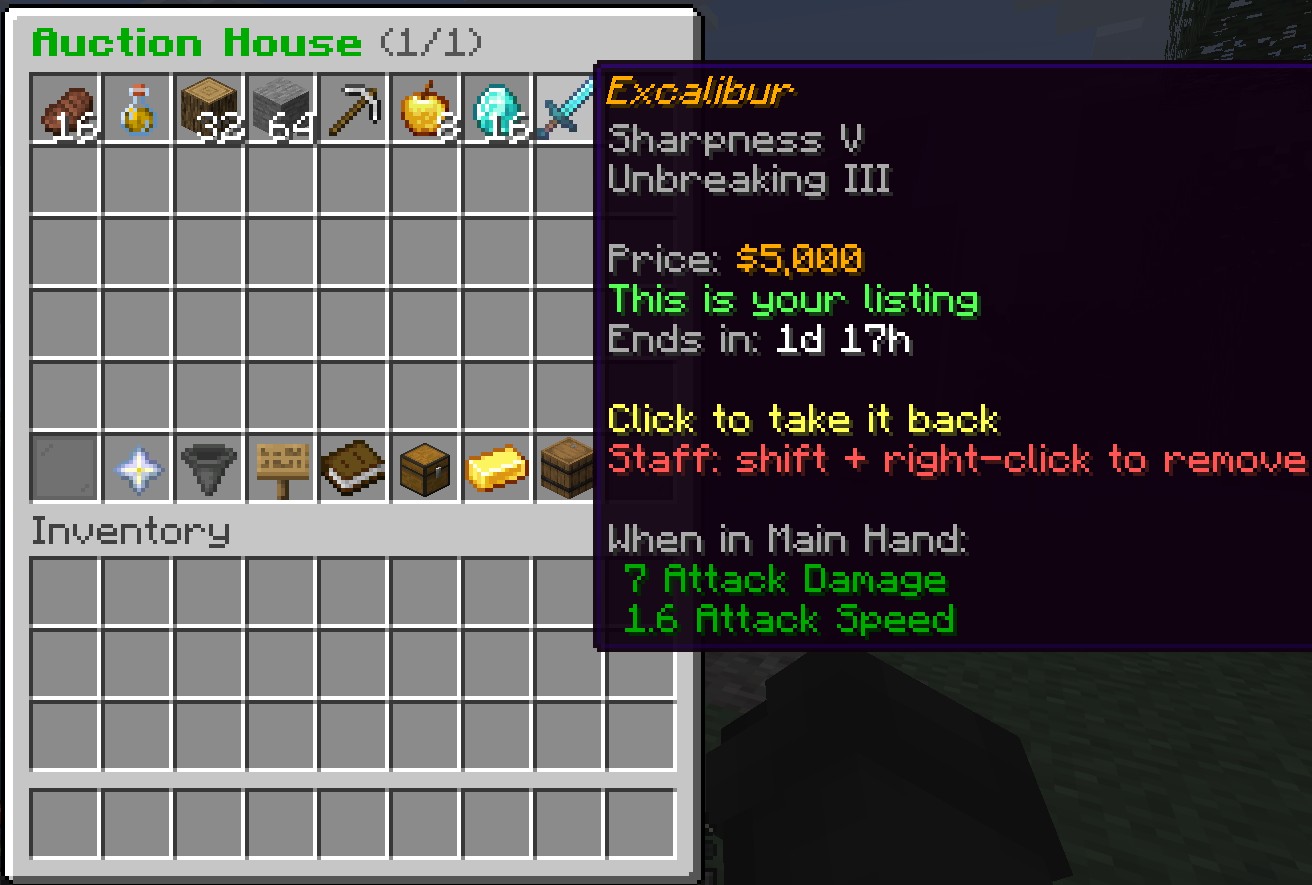 Auction House (1/1)
16 32 64 8 16
Excalibur
Sharpness V
Unbreaking III
Price: $5,000
This is your listing
Ends in: 1d 17h
Click to take it back
Staff: shift + right-click to remove
When in Main Hand:
7 Attack Damage
1.6 Attack Speed
Inventory